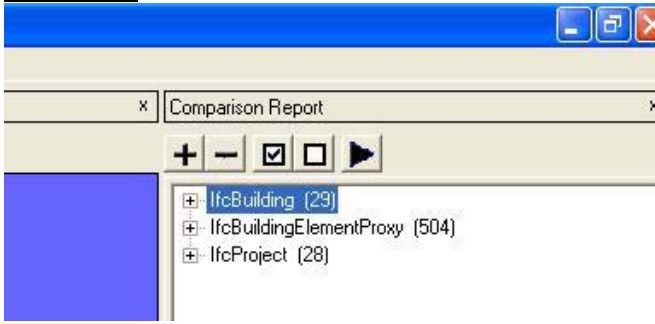 Comparison Report
IfcBuilding (29)
IfcBuildingElementProxy (504)
IfcProject (28)